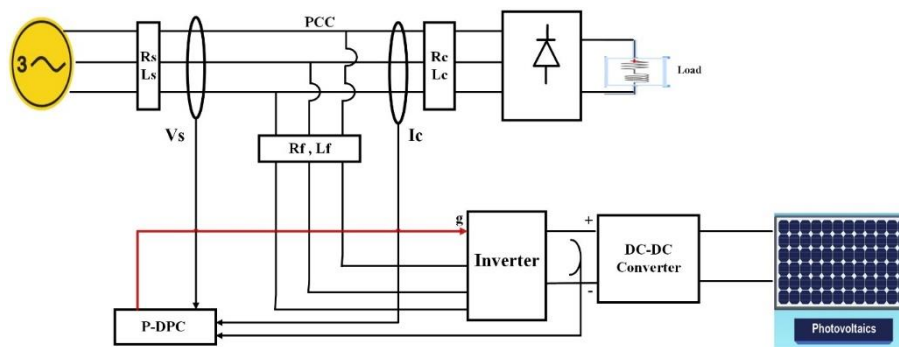 PCC
3
Rs
Ls
Rc
Lc
Load
Vs
Ic
Rf , Lf
g
Inverter
+
-
DC-DC
Converter
P-DPC
Photovoltaics